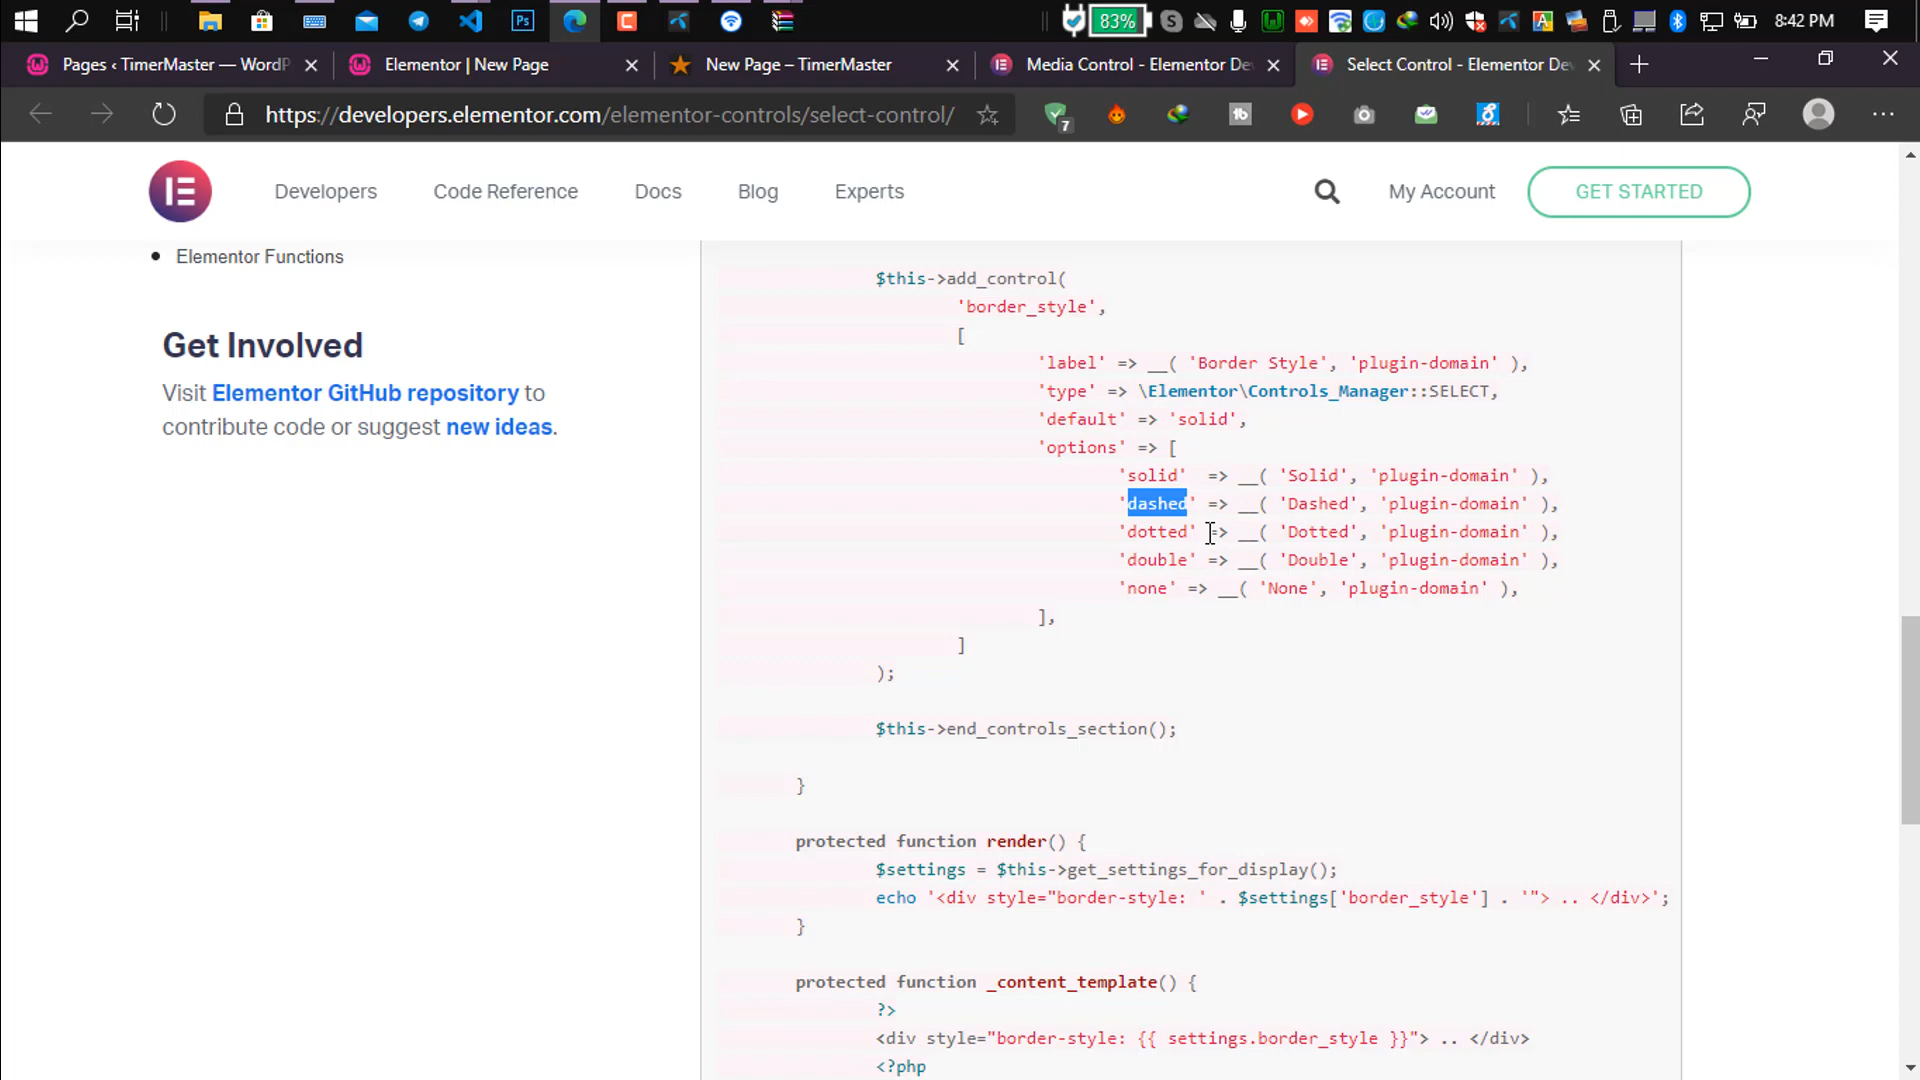 83%
8:42 PM
Pages ‹ TimerMaster — WordP
Elementor | New Page
New Page – TimerMaster
Media Control - Elementor De
Select Control - Elementor De
https://developers.elementor.com/elementor-controls/select-control/
7
Developers
Code Reference
Docs
Blog
Experts
My Account
GET STARTED
Elementor Functions
Get Involved
Visit Elementor GitHub repository to
contribute code or suggest new ideas.
$this->add_control(
'border_style',
[
'label' => __( 'Border Style', 'plugin-domain' ),
'type' => \Elementor\Controls_Manager::SELECT,
'default' => 'solid',
'options' => [
'solid'  => __( 'Solid', 'plugin-domain' ),
'dashed' => __( 'Dashed', 'plugin-domain' ),
'dotted' => __( 'Dotted', 'plugin-domain' ),
'double' => __( 'Double', 'plugin-domain' ),
'none' => __( 'None', 'plugin-domain' ),
],
]
);
$this->end_controls_section();
}
protected function render() {
$settings = $this->get_settings_for_display();
echo '<div style="border-style: ' . $settings['border_style'] . '"> .. </div>';
}
protected function _content_template() {
?>
<div style="border-style: {{ settings.border_style }}"> .. </div>
<?php